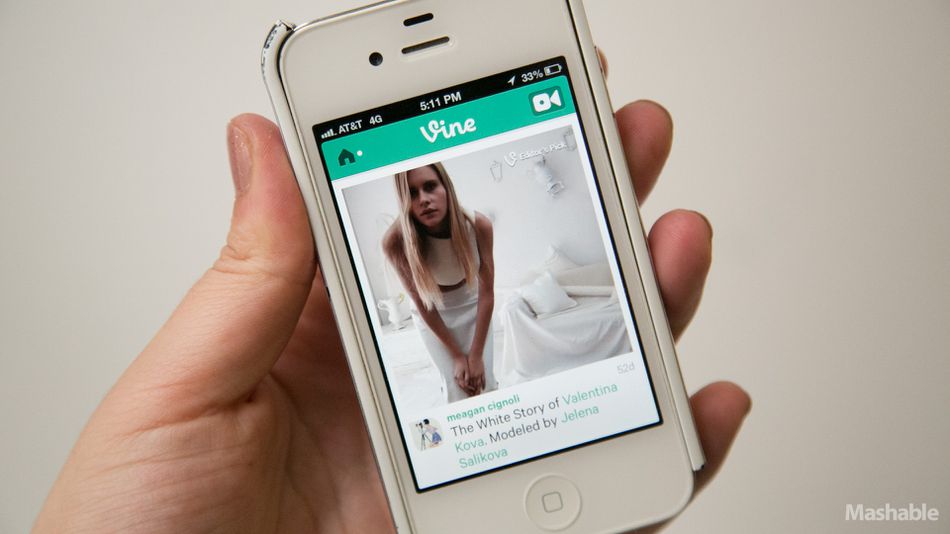 AT&T 4G 5:11 PM 33%
Vine
Editor's Pick
52d
meagan cignoli
The White Story of Valentina
Kova, Modeled by Jelena
Salikova
Mashable